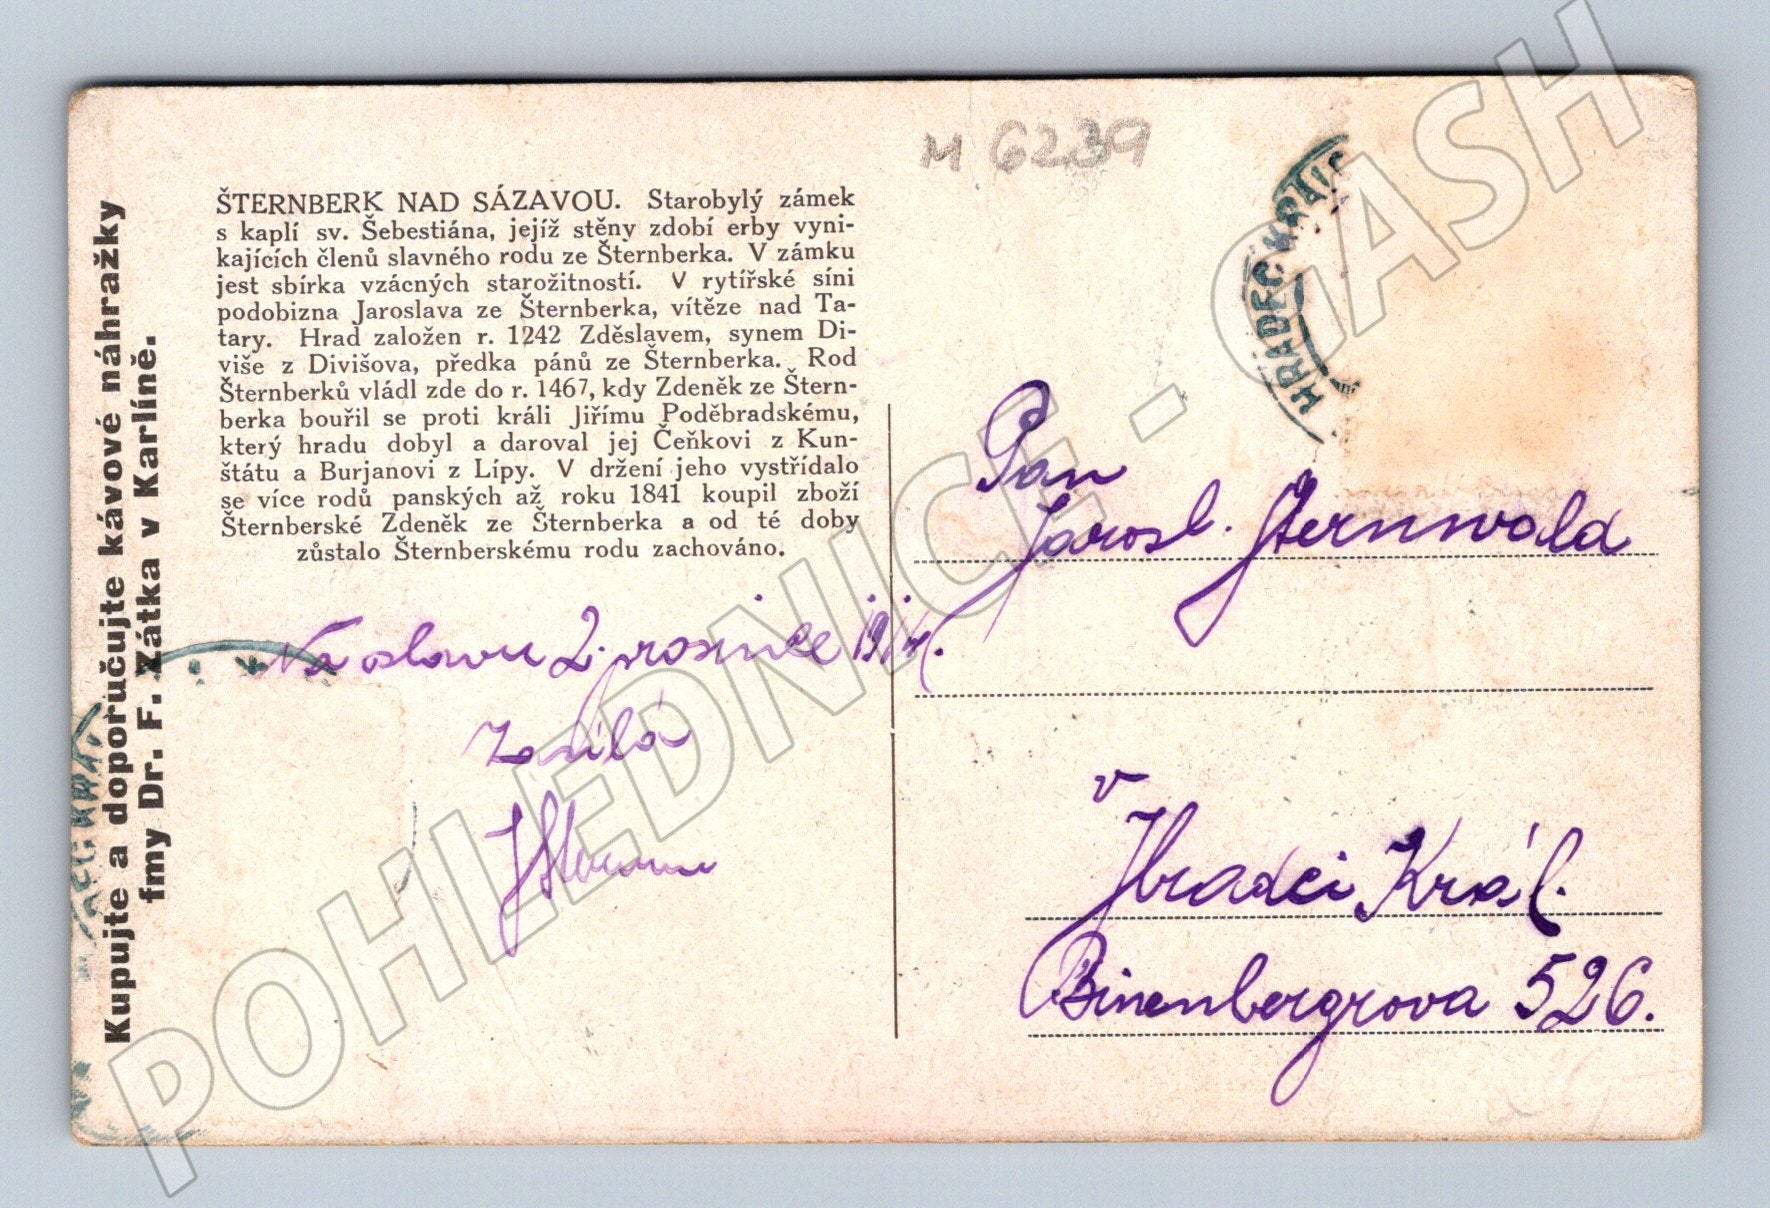 M 6239
HRADEC KRÁL
ŠTERNBERK NAD SÁZAVOU. Starobylý zámek
s kaplí sv. Šebestiána, jejíž stěny zdobí erby vyni-
kajících členů slavného rodu ze Šternberka. V zámku
jest sbírka vzácných starožitností. V rytířské síni
podobizna Jaroslava ze Šternberka, vítěze nad Ta-
tary. Hrad založen r. 1242 Zděslavem, synem Di-
više z Divišova, předka pánů ze Šternberka. Rod
Šternberků vládl zde do r. 1467, kdy Zdeněk ze Štern-
berka bouřil se proti králi Jiřímu Poděbradskému,
který hradu dobyl a daroval jej Čeňkovi z Kun-
štátu a Burjanovi z Lípy. V držení jeho vystřídalo
se více rodů panských až roku 1841 koupil zboží
Šternberské Zdeněk ze Šternberka a od té doby
zůstalo Šternberskému rodu zachováno.
Kupujte a doporučujte kávové náhražky
fmy Dr. F. Zátka v Karlíně.
Na oslavu 2. prosince
zasílá
Pan
Jarosl. Sternwald
v
Hradci Král.
Binenbergrova 526.
POHLEDNICE - GASH